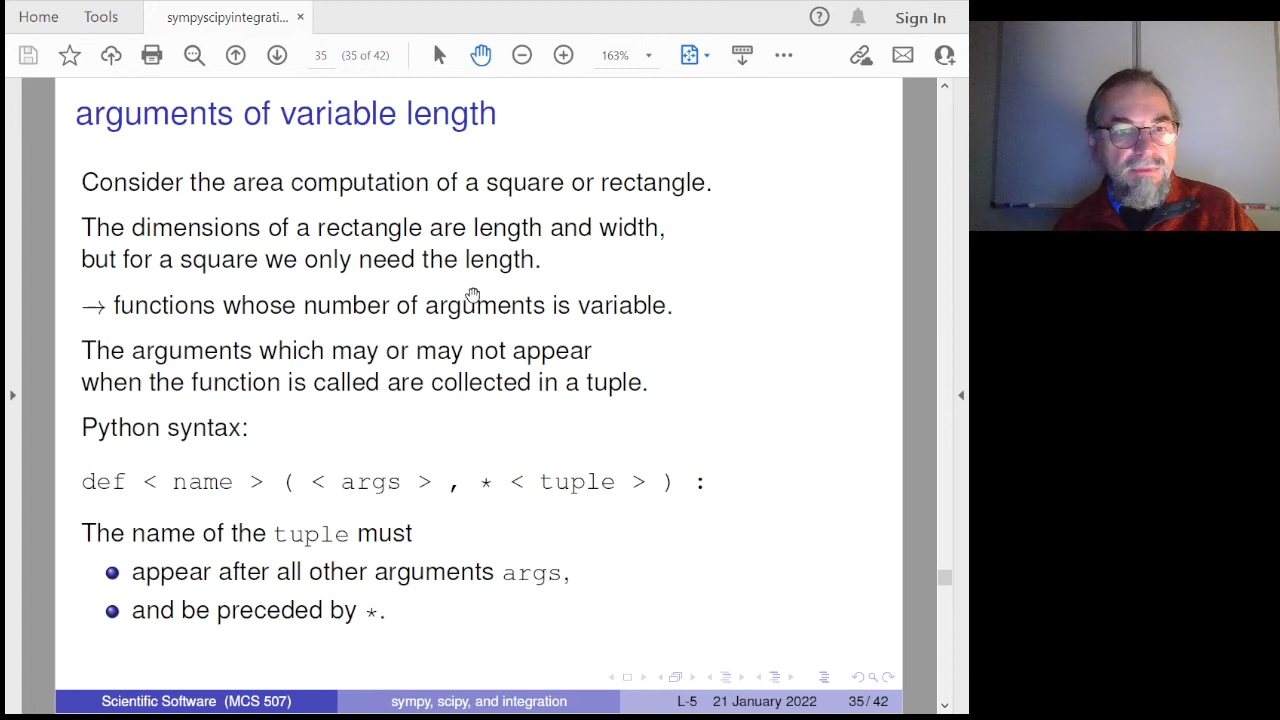 Home Tools sympyscipyintegrati... × Sign In
35 (35 of 42) 163%
arguments of variable length
Consider the area computation of a square or rectangle.
The dimensions of a rectangle are length and width,
but for a square we only need the length.
→ functions whose number of arguments is variable.
The arguments which may or may not appear
when the function is called are collected in a tuple.
Python syntax:
def < name > ( < args > , * < tuple > ) :
The name of the tuple must
appear after all other arguments args,
and be preceded by *.
Scientific Software (MCS 507) sympy, scipy, and integration L-5 21 January 2022 35 / 42